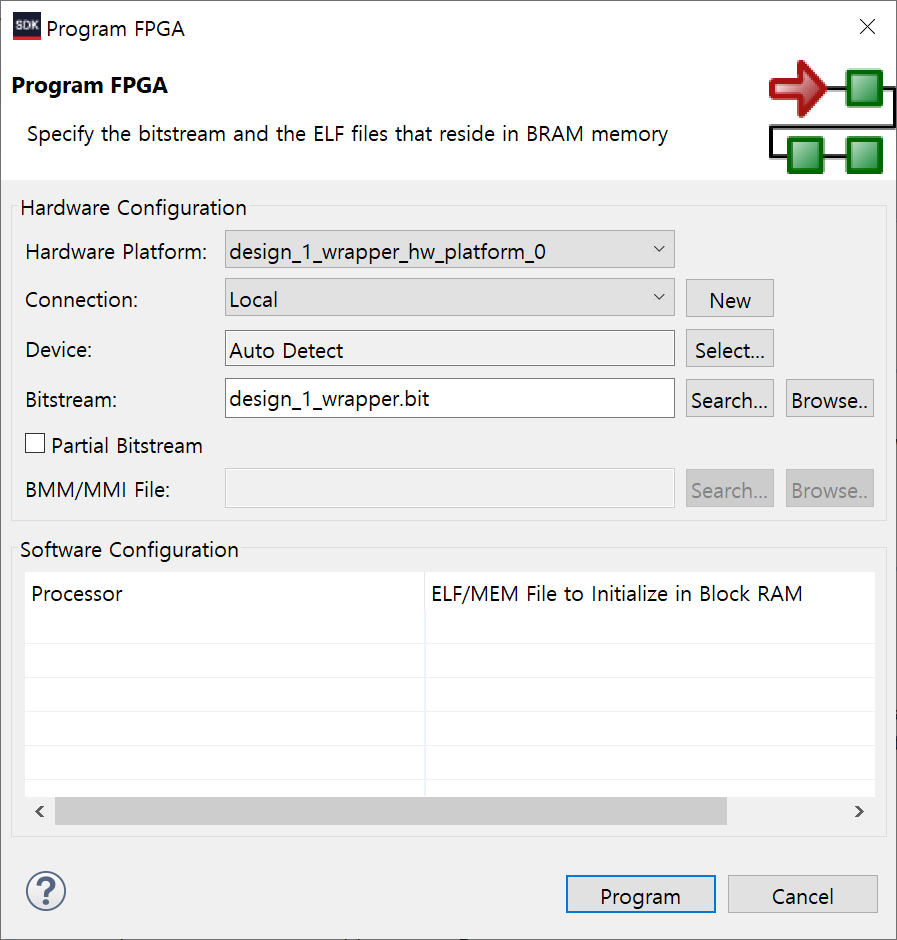 SDK Program FPGA
Program FPGA
Specify the bitstream and the ELF files that reside in BRAM memory
Hardware Configuration
Hardware Platform: design_1_wrapper_hw_platform_0
Connection: Local New
Device: Auto Detect Select...
Bitstream: design_1_wrapper.bit Search... Browse..
Partial Bitstream
BMM/MMI File: Search... Browse..
Software Configuration
Processor ELF/MEM File to Initialize in Block RAM
? Program Cancel